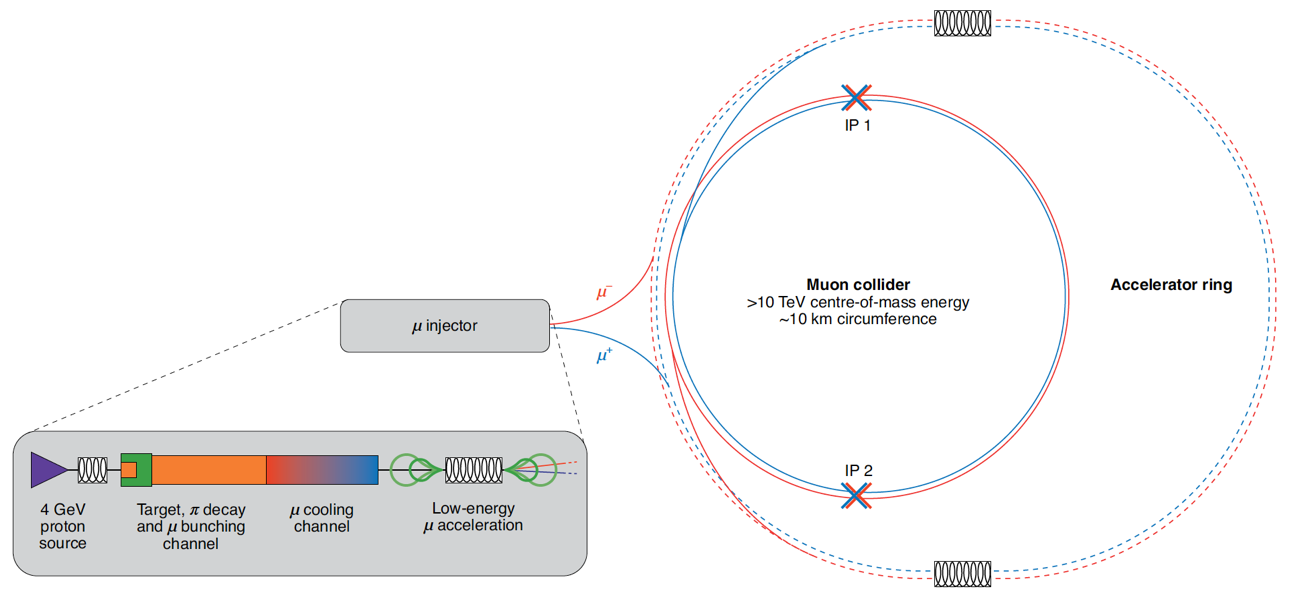 IP 1
Muon collider
>10 TeV centre-of-mass energy
~10 km circumference
Accelerator ring
μ⁻
μ injector
μ⁺
IP 2
4 GeV
proton
source
Target, π decay
and μ bunching
channel
μ cooling
channel
Low-energy
μ acceleration